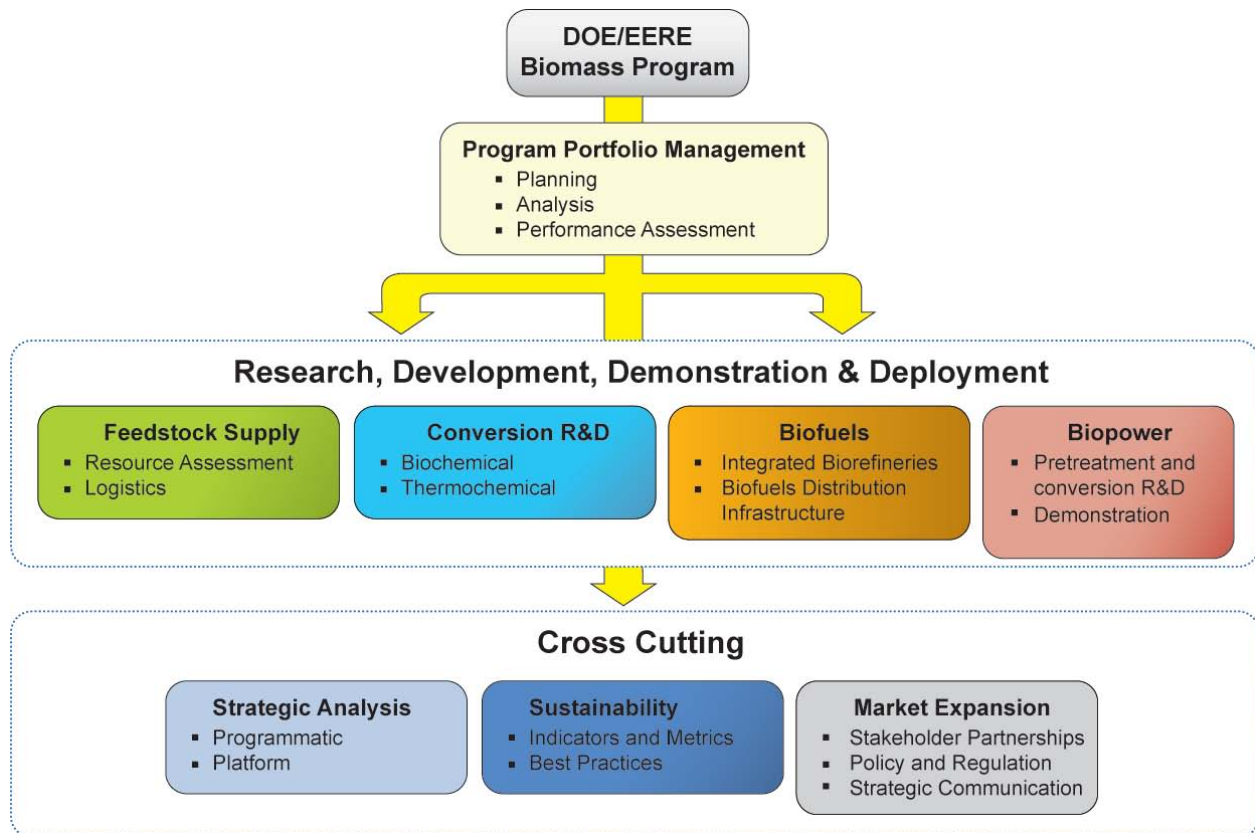 DOE/EERE
Biomass Program
Program Portfolio Management
▪ Planning
▪ Analysis
▪ Performance Assessment
Research, Development, Demonstration & Deployment
Feedstock Supply
▪ Resource Assessment
▪ Logistics
Conversion R&D
▪ Biochemical
▪ Thermochemical
Biofuels
▪ Integrated Biorefineries
▪ Biofuels Distribution
Infrastructure
Biopower
▪ Pretreatment and
conversion R&D
▪ Demonstration
Cross Cutting
Strategic Analysis
▪ Programmatic
▪ Platform
Sustainability
▪ Indicators and Metrics
▪ Best Practices
Market Expansion
▪ Stakeholder Partnerships
▪ Policy and Regulation
▪ Strategic Communication